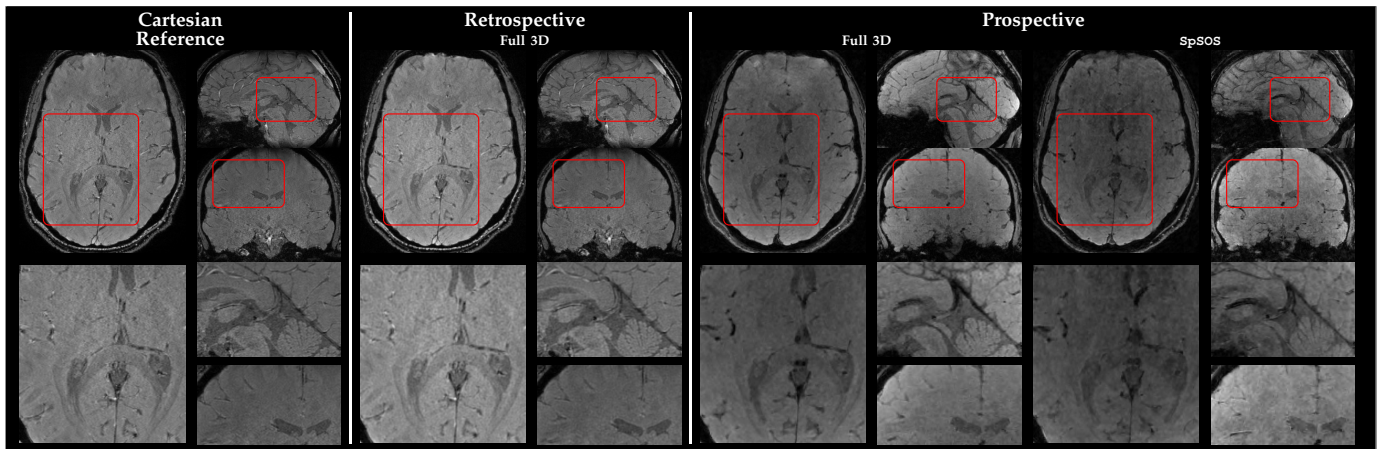 Cartesian
Reference
Retrospective
Full 3D
Prospective
Full 3D
SpSOS